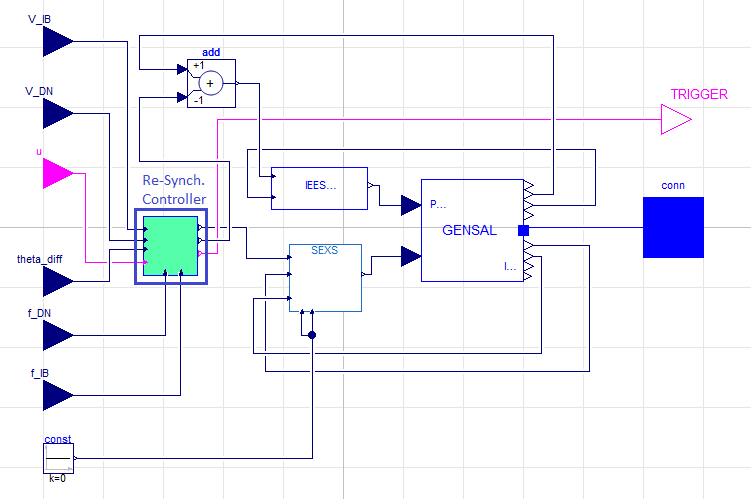 V_IB
add
+1
+
-1
V_DN
TRIGGER
u
Re-Synch.
Controller
IEES...
P...
conn
GENSAL
theta_diff
SEXS
I...
f_DN
f_IB
const
k=0